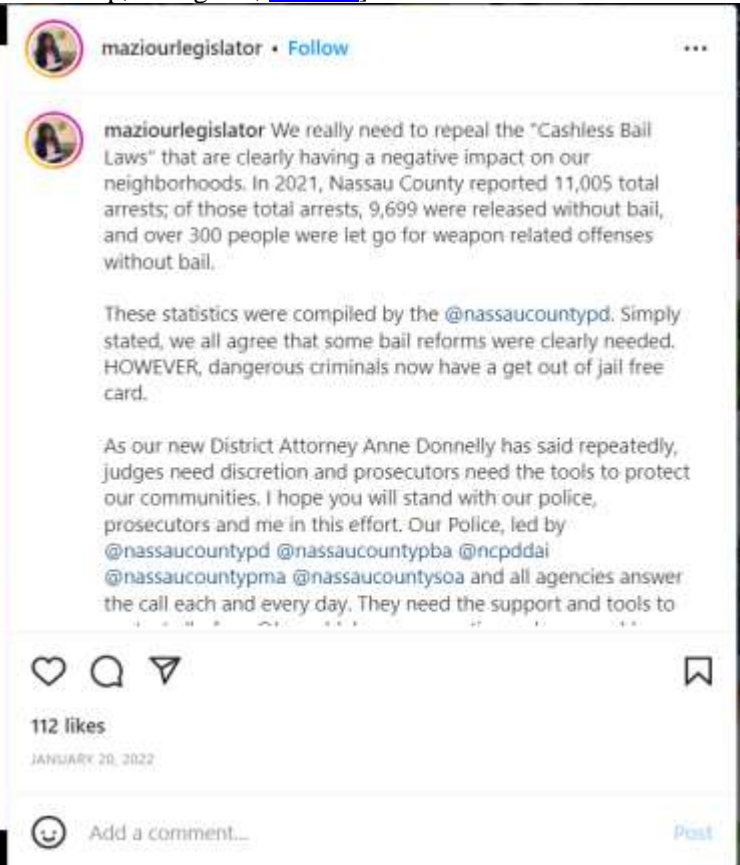 maziourlegislator • Follow
maziourlegislator We really need to repeal the "Cashless Bail
Laws" that are clearly having a negative impact on our
neighborhoods. In 2021, Nassau County reported 11,005 total
arrests; of those total arrests, 9,699 were released without bail,
and over 300 people were let go for weapon related offenses
without bail.
These statistics were compiled by the @nassaucountypd. Simply
stated, we all agree that some bail reforms were clearly needed.
HOWEVER, dangerous criminals now have a get out of jail free
card.
As our new District Attorney Anne Donnelly has said repeatedly,
judges need discretion and prosecutors need the tools to protect
our communities. I hope you will stand with our police,
prosecutors and me in this effort. Our Police, led by
@nassaucountypd @nassaucountypba @ncpddai
@nassaucountypma @nassaucountysoa and all agencies answer
the call each and every day. They need the support and tools to
112 likes
JANUARY 20, 2022
Add a comment...
Post